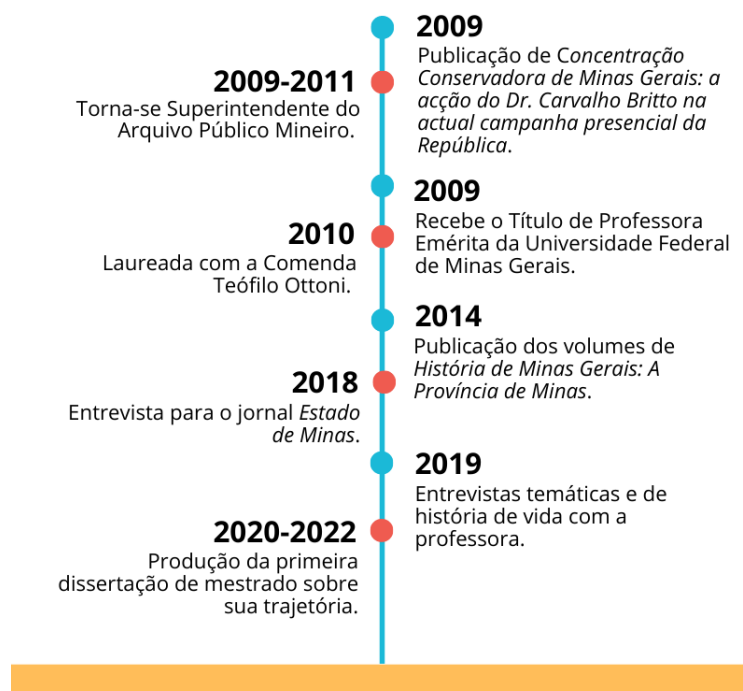 2009
Publicação de Concentração
Conservadora de Minas Gerais: a
acção do Dr. Carvalho Britto na
actual campanha presencial da
República.
2009-2011
Torna-se Superintendente do
Arquivo Público Mineiro.
2009
Recebe o Título de Professora
Emérita da Universidade Federal
de Minas Gerais.
2010
Laureada com a Comenda
Teófilo Ottoni.
2014
Publicação dos volumes de
História de Minas Gerais: A
Província de Minas.
2018
Entrevista para o jornal Estado
de Minas.
2019
Entrevistas temáticas e de
história de vida com a
professora.
2020-2022
Produção da primeira
dissertação de mestrado sobre
sua trajetória.